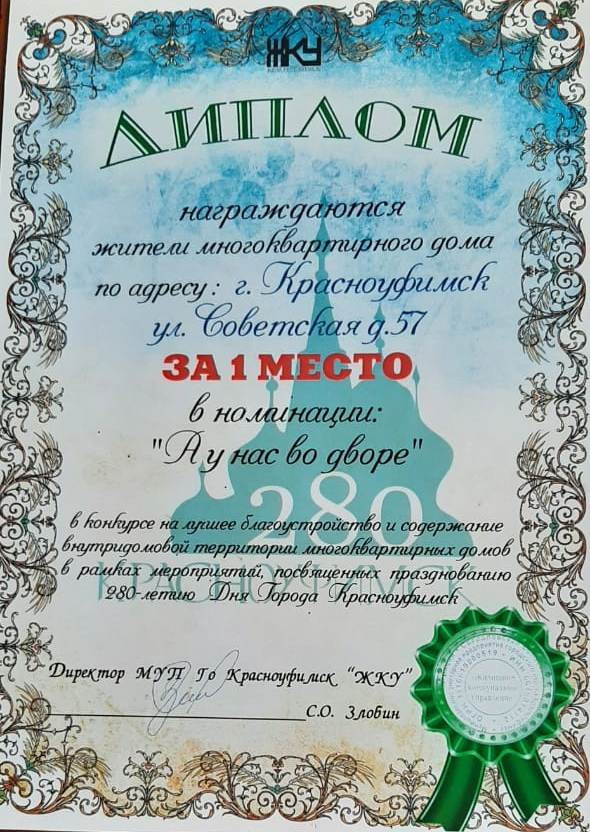 ЖКУ
ДИПЛОМ
награждаются
жители многоквартирного дома
по адресу: г. Красноуфимск
ул. Советская д.57
ЗА 1 МЕСТО
в номинации:
"А у нас во дворе"
280
КРАСНОУФИМСК
в конкурсе на лучшее благоустройство и содержание
внутридомовой территории многоквартирных домов
в рамках мероприятий, посвященных празднованию
280-летию Дня Города Красноуфимск
Директор МУП Го Красноуфимск "ЖКУ"
С.О. Злобин